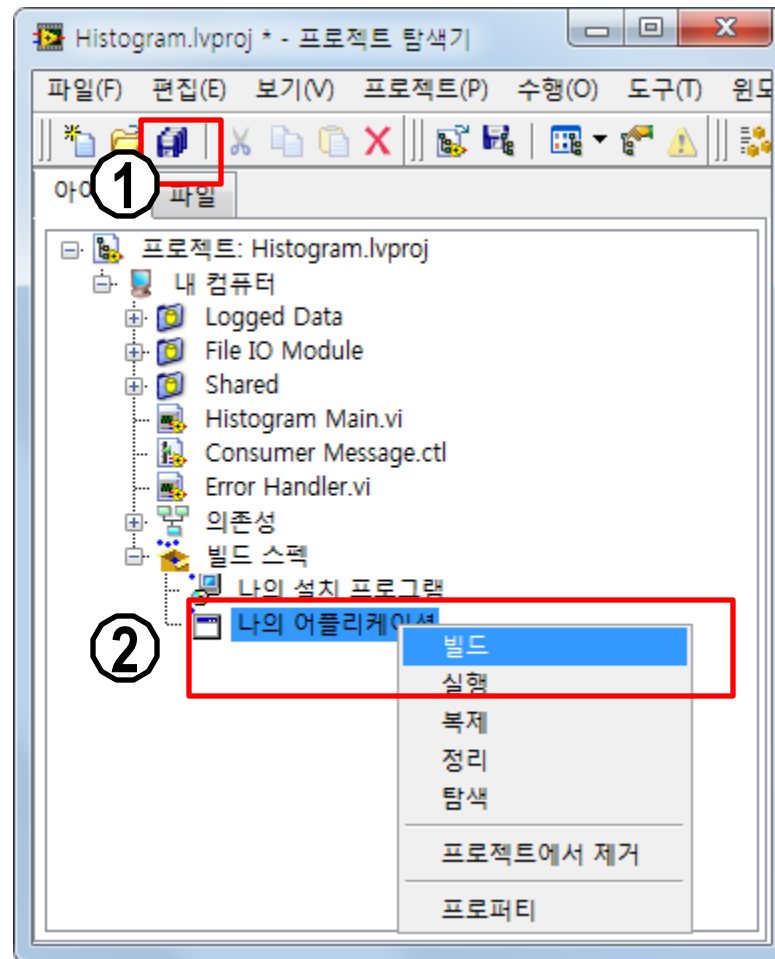 Histogram.lvproj * - 프로젝트 탐색기
파일(F) 편집(E) 보기(V) 프로젝트(P) 수행(O) 도구(T) 윈도
①
파일
프로젝트: Histogram.lvproj
내 컴퓨터
Logged Data
File IO Module
Shared
Histogram Main.vi
Consumer Message.ctl
Error Handler.vi
의존성
빌드 스펙
나의 설치 프로그램
② 나의 어플리케이션
빌드
실행
복제
정리
탐색
프로젝트에서 제거
프로퍼티